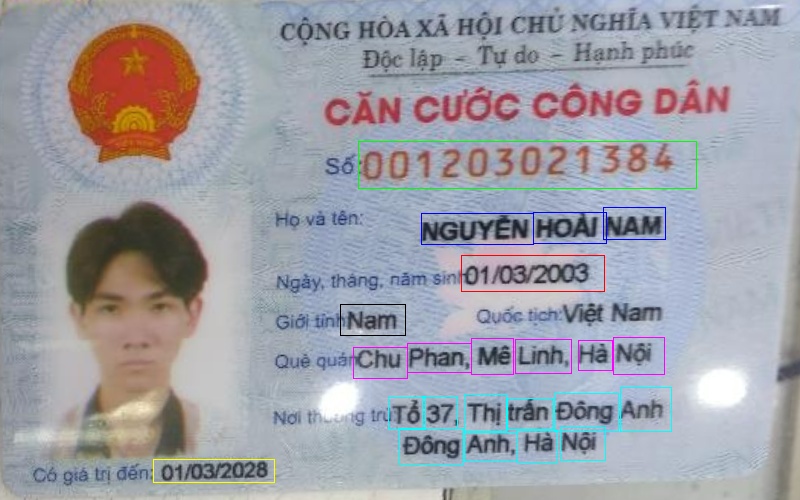 CỘNG HÒA XÃ HỘI CHỦ NGHĨA VIỆT NAM
Độc lập - Tự do - Hạnh phúc
CĂN CƯỚC CÔNG DÂN
Số: 001203021384
Họ và tên: NGUYỄN HOÀI NAM
Ngày, tháng, năm sinh: 01/03/2003
Giới tính: Nam Quốc tịch: Việt Nam
Quê quán: Chu Phan, Mê Linh, Hà Nội
Nơi thường trú: Tổ 37, Thị trấn Đông Anh
Đông Anh, Hà Nội
Có giá trị đến: 01/03/2028